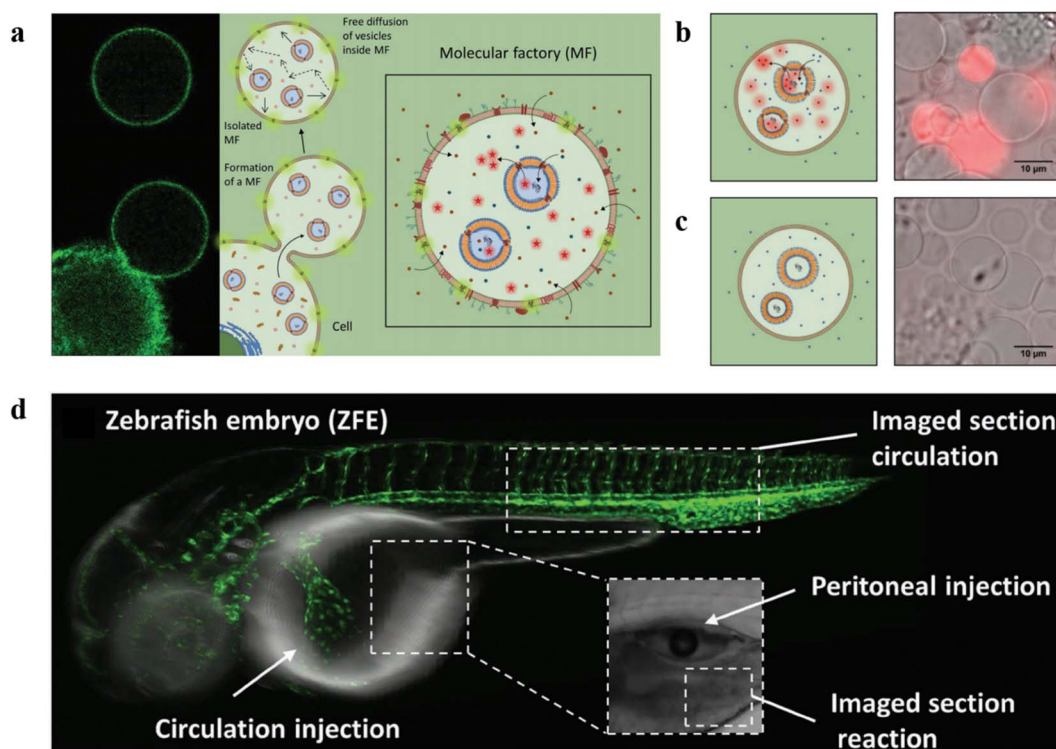 a
Free diffusion
of vesicles
inside MF
Isolated
MF
Formation
of a MF
Cell
Molecular factory (MF)
b
10 µm
c
10 µm
d
Zebrafish embryo (ZFE)
Imaged section
circulation
Peritoneal injection
Circulation injection
Imaged section
reaction